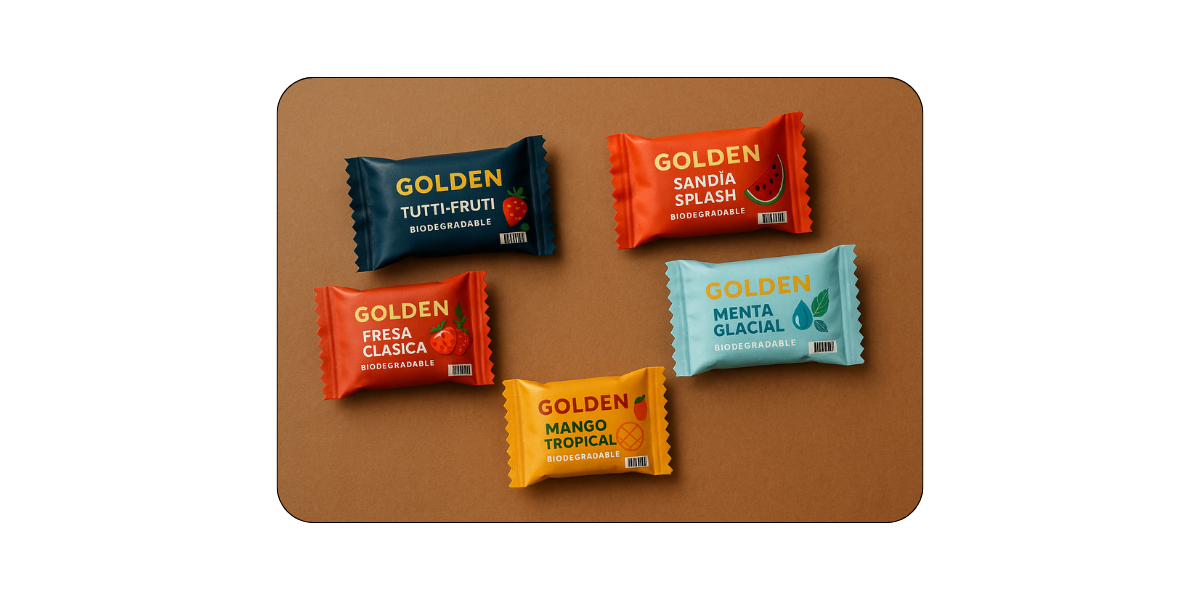 GOLDEN
TUTTI-FRUTI
BIODEGRADABLE
GOLDEN
SANDĬA
SPLASH
BIODEGRADABLE
GOLDEN
FRESA
CLASICA
BIODEGRADABLE
GOLDEN
MENTA
GLACIAL
BIODEGRADABLE
GOLDEN
MANGO
TROPICAL
BIODEGRADABLE